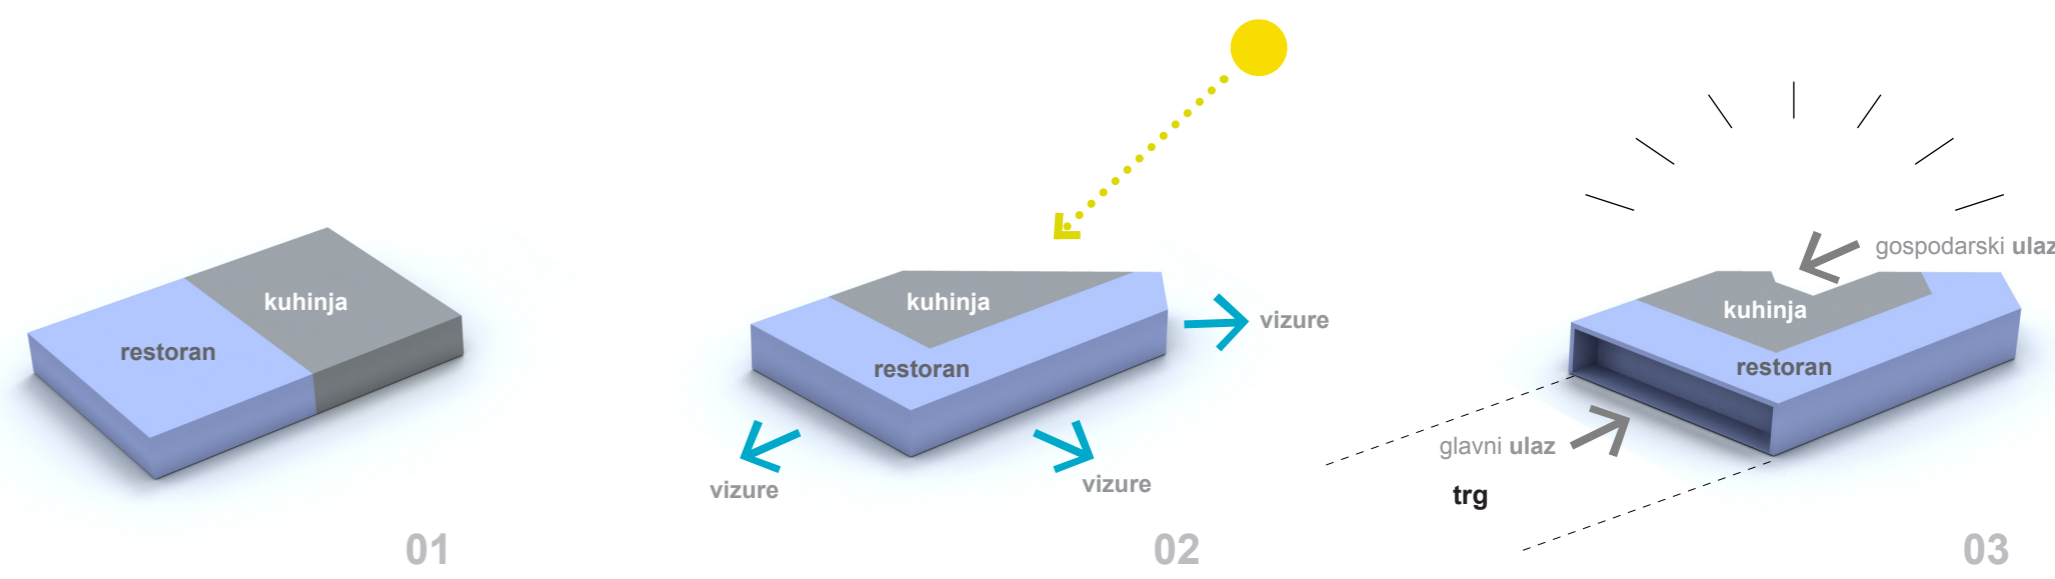 kuhinja
restoran
01
kuhinja
restoran
vizure
vizure
vizure
02
gospodarski ulaz
kuhinja
restoran
glavni ulaz
trg
03